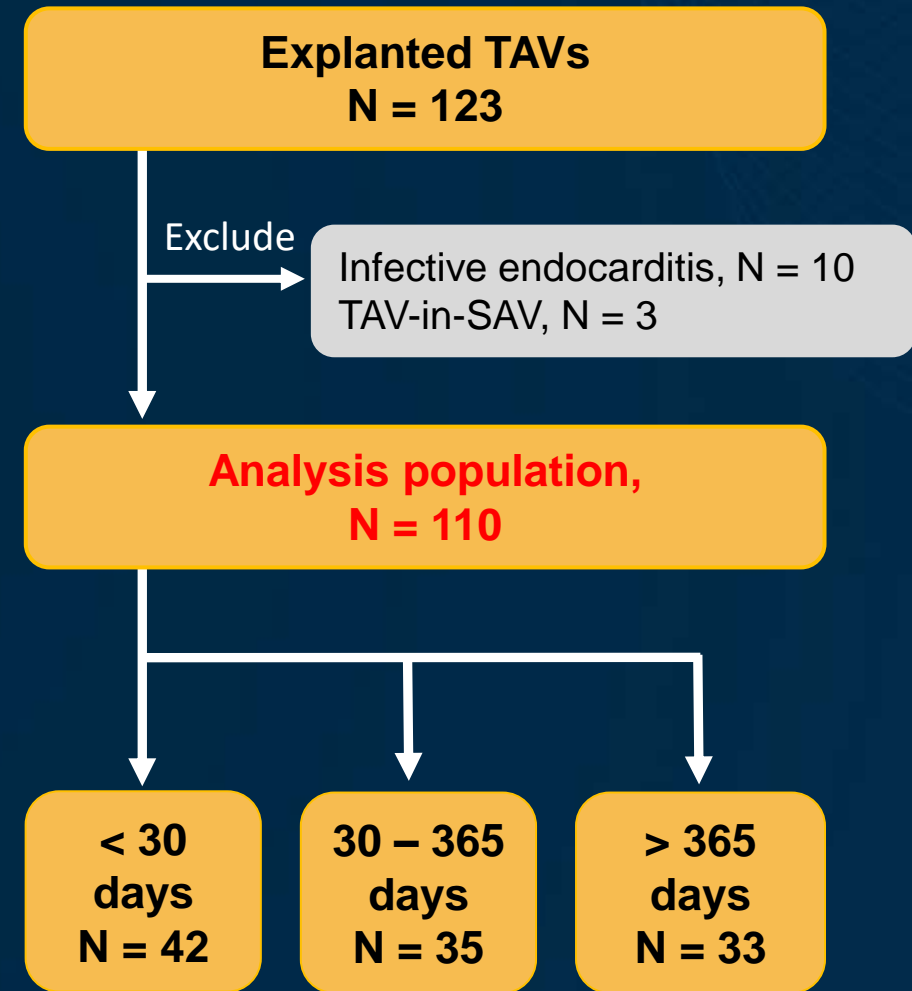 Explanted TAVs
N = 123
Exclude
Infective endocarditis, N = 10
TAV-in-SAV, N = 3
Analysis population,
N = 110
< 30
days
N = 42
30 – 365
days
N = 35
> 365
days
N = 33